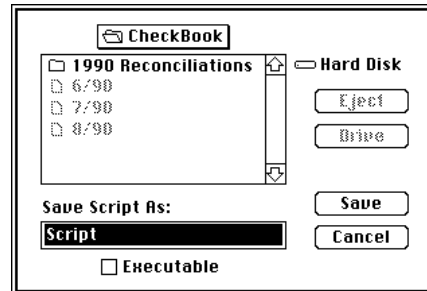 CheckBook
1990 Reconciliations
Hard Disk
6/90
7/90
8/90
Eject
Drive
Save Script As:
Save
Script
Cancel
Executable